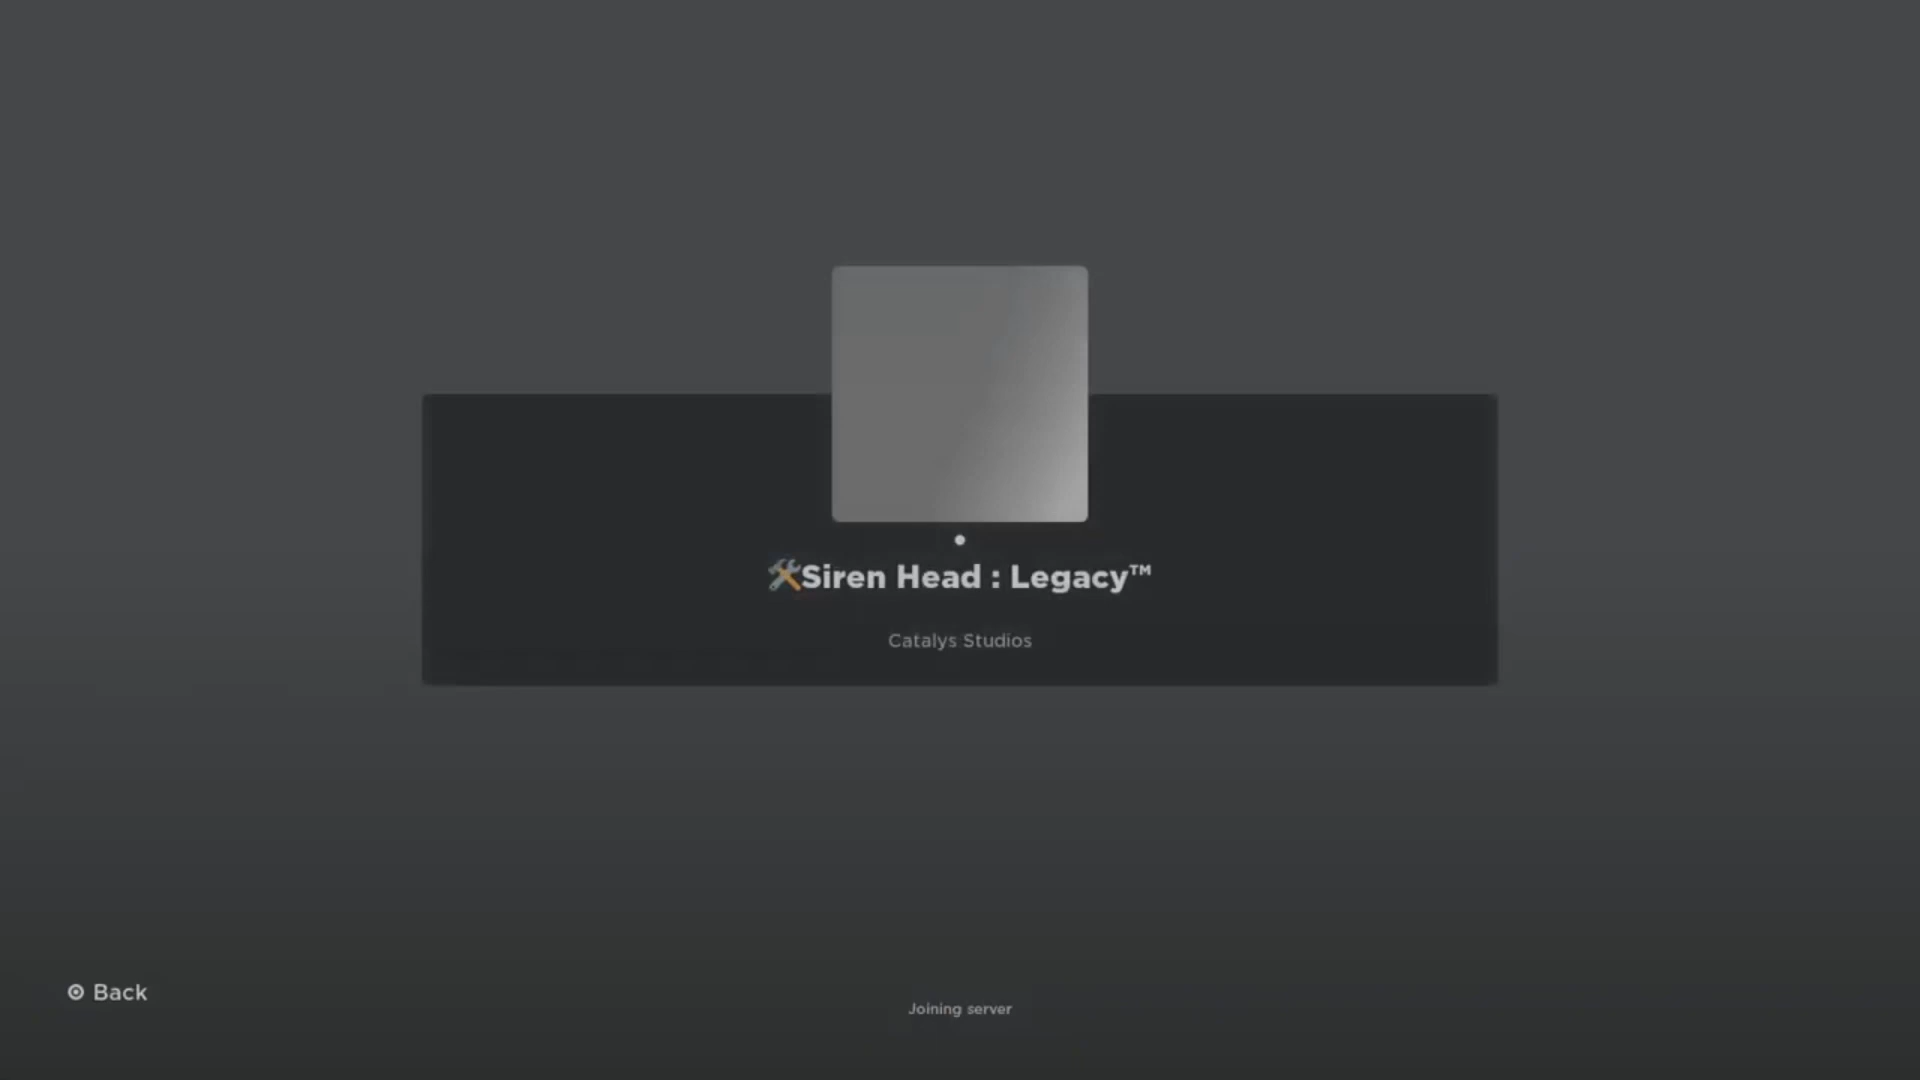 🛠️Siren Head : Legacy™
Catalys Studios
Back
Joining server